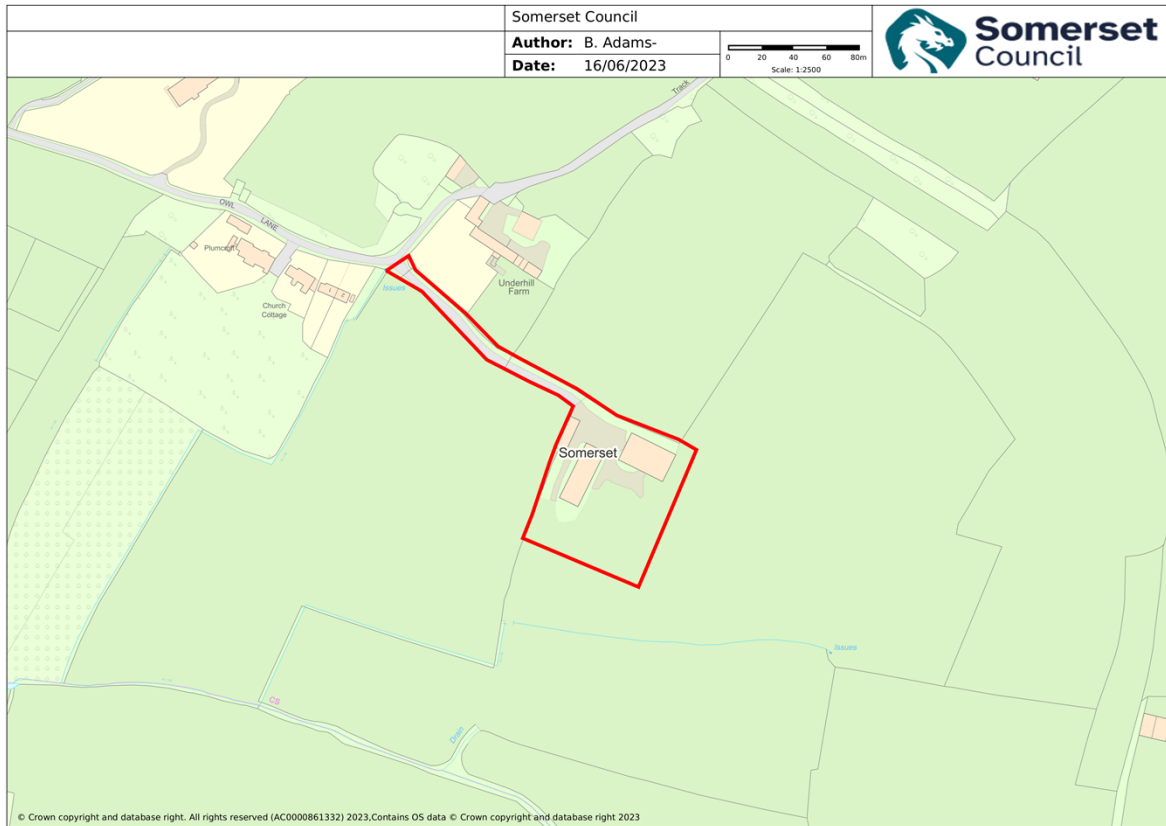 Somerset Council
Author: B. Adams-
Date: 16/06/2023
0 20 40 60 80m
Scale: 1:2500
Somerset
Council
Track
OWL
LANE
Plumcroft
Issues
Underhill
Farm
Church
Cottage
Somerset
Issues
CS
Drain
© Crown copyright and database right. All rights reserved (AC0000861332) 2023,Contains OS data © Crown copyright and database right 2023